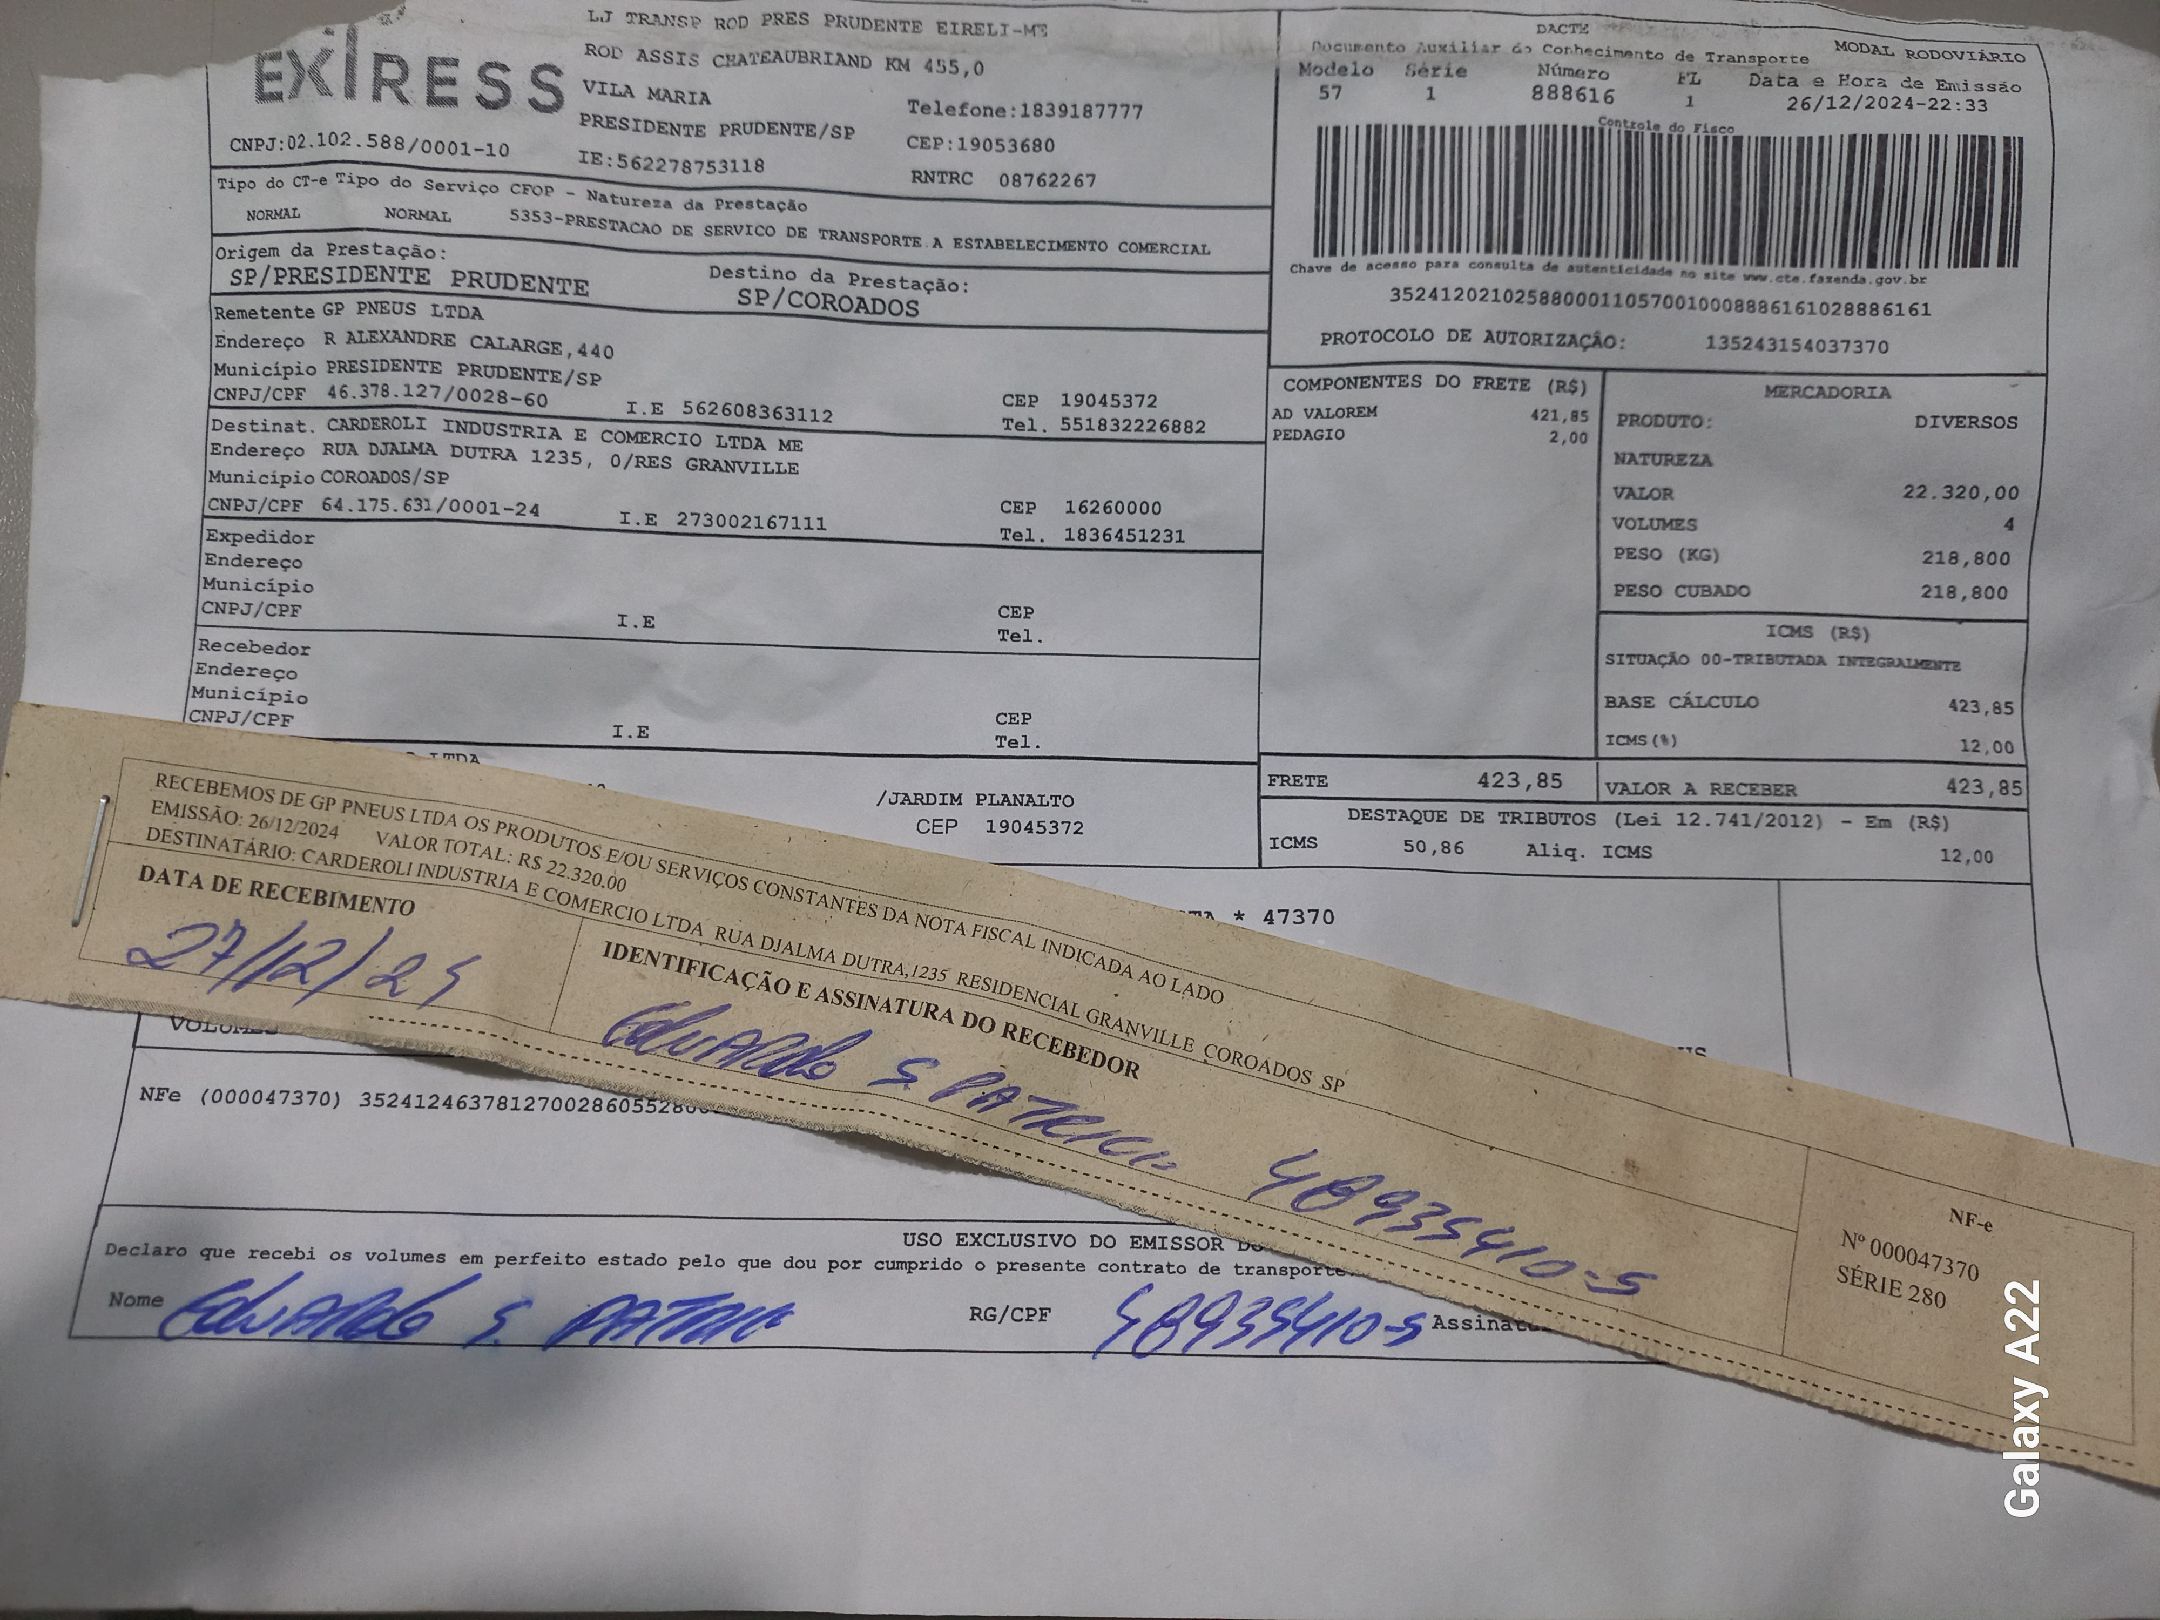 EXPRESS
LJ TRANSP ROD PRES PRUDENTE EIRELI-ME
ROD ASSIS CHATEAUBRIAND KM 455,0
VILA MARIA
Telefone:1839187777
PRESIDENTE PRUDENTE/SP
CEP:19053680
CNPJ:02.102.588/0001-10
IE:562278753118
RNTRC 08762267
DACTE
Documento Auxiliar do Conhecimento de Transporte
MODAL RODOVIÁRIO
Modelo Série Número FL Data e Hora de Emissão
57 1 888616 1 26/12/2024-22:33
Controle do Fisco
Chave de acesso para consulta de autenticidade no site www.cte.fazenda.gov.br
35241202102588000110570010008886161028886161
PROTOCOLO DE AUTORIZAÇÂO: 135243154037370
Tipo do CT-e Tipo do Serviço CFOP - Natureza da Prestação
NORMAL NORMAL 5353-PRESTACAO DE SERVICO DE TRANSPORTE A ESTABELECIMENTO COMERCIAL
Origem da Prestação: Destino da Prestação:
SP/PRESIDENTE PRUDENTE SP/COROADOS
Remetente GP PNEUS LTDA
Endereço R ALEXANDRE CALARGE,440
Município PRESIDENTE PRUDENTE/SP CEP 19045372
CNPJ/CPF 46.378.127/0028-60 I.E 562608363112 Tel. 551832226882
Destinat. CARDEROLI INDUSTRIA E COMERCIO LTDA ME
Endereço RUA DJALMA DUTRA 1235, 0/RES GRANVILLE
Município COROADOS/SP CEP 16260000
CNPJ/CPF 64.175.631/0001-24 I.E 273002167111 Tel. 1836451231
Expedidor
Endereço
Município CEP
CNPJ/CPF I.E Tel.
Recebedor
Endereço
Município CEP
CNPJ/CPF I.E Tel.
LTDA
/JARDIM PLANALTO
CEP 19045372
COMPONENTES DO FRETE (R$)
AD VALOREM 421,85
PEDAGIO 2,00
MERCADORIA
PRODUTO: DIVERSOS
NATUREZA
VALOR 22.320,00
VOLUMES 4
PESO (KG) 218,800
PESO CUBADO 218,800
ICMS (R$)
SITUAÇÃO 00-TRIBUTADA INTEGRALMENTE
BASE CÁLCULO 423,85
ICMS(%) 12,00
FRETE 423,85 VALOR A RECEBER 423,85
DESTAQUE DE TRIBUTOS (Lei 12.741/2012) - Em (R$)
ICMS 50,86 Aliq. ICMS 12,00
* 47370
RECEBEMOS DE GP PNEUS LTDA OS PRODUTOS E/OU SERVIÇOS CONSTANTES DA NOTA FISCAL INDICADA AO LADO
EMISSÃO: 26/12/2024 VALOR TOTAL: R$ 22.320.00
DESTINATÁRIO: CARDEROLI INDUSTRIA E COMERCIO LTDA RUA DJALMA DUTRA,1235 RESIDENCIAL GRANVILLE COROADOS SP
DATA DE RECEBIMENTO
27/12/24
IDENTIFICAÇÃO E ASSINATURA DO RECEBEDOR
Eduardo S. Patrício 48935410-5
NF-e
Nº 000047370
SÉRIE 280
VOLUMES
NFe (000047370) 352412463781270028605528
USO EXCLUSIVO DO EMISSOR
Declaro que recebi os volumes em perfeito estado pelo que dou por cumprido o presente contrato de transporte
Nome Eduardo S. RG/CPF 48935410-5
Galaxy A22